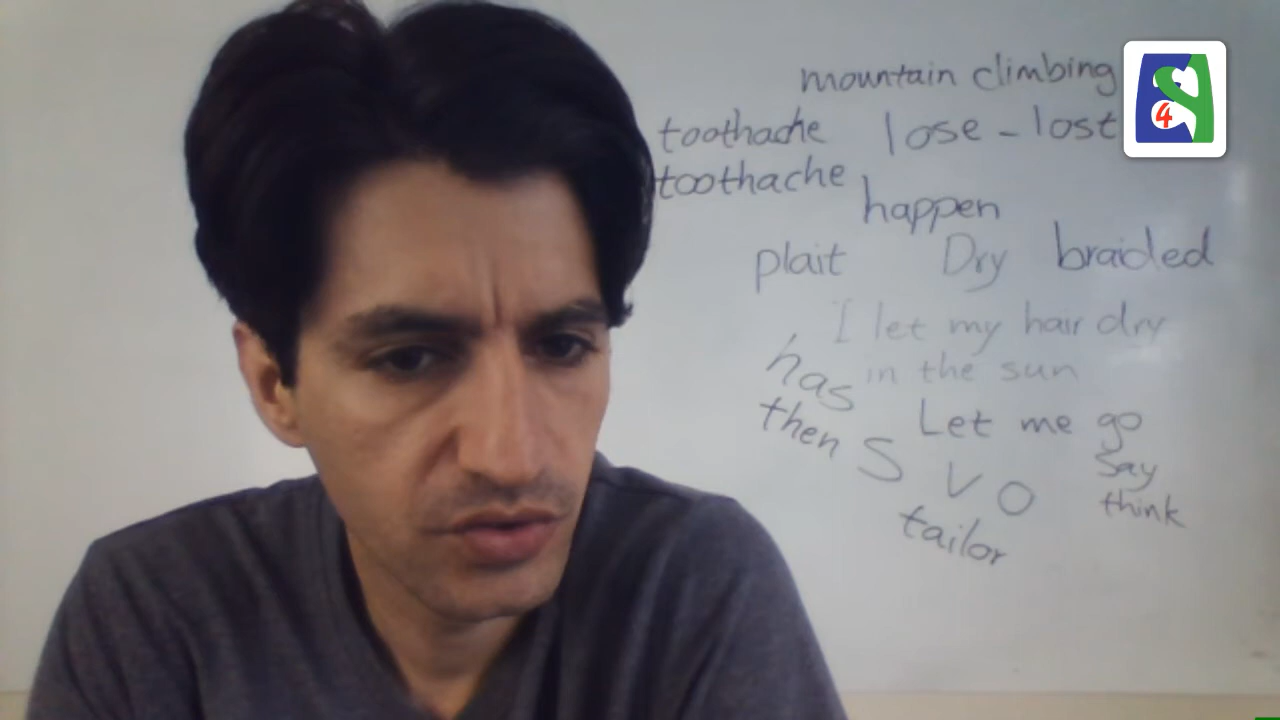 mountain climbing
4
toothache lose - lost
toothache
happen
plait Dry braided
I let my hair dry
has in the sun
then Let me go
S V O say
think
tailor